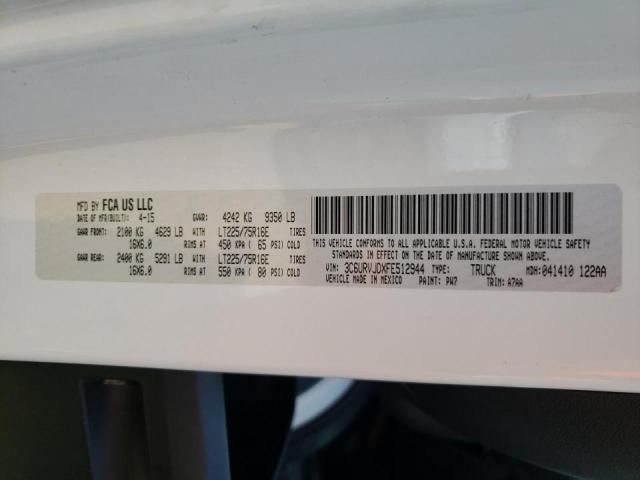 MFD BY FCA US LLC
DATE OF MFR(BUILT): 4-15 GVWR: 4242 KG 9350 LB
GAWR FRONT: 2100 KG 4629 LB WITH LT225/75R16E
16X6.0 RIMS AT 450 KPA ( 65 PSI) COLD
GAWR REAR: 2400 KG 5291 LB WITH LT225/75R16E
16X6.0 RIMS AT 550 KPA ( 80 PSI) COLD
THIS VEHICLE CONFORMS TO ALL APPLICABLE U.S.A. FEDERAL MOTOR VEHICLE SAFETY
STANDARDS IN EFFECT ON THE DATE OF MANUFACTURE SHOWN ABOVE.
VIN: 3C6URVJDXFE512944 TYPE: TRUCK MDH: 041410 122AA
VEHICLE MADE IN MEXICO PAINT: PW7 TRIM: A7AA